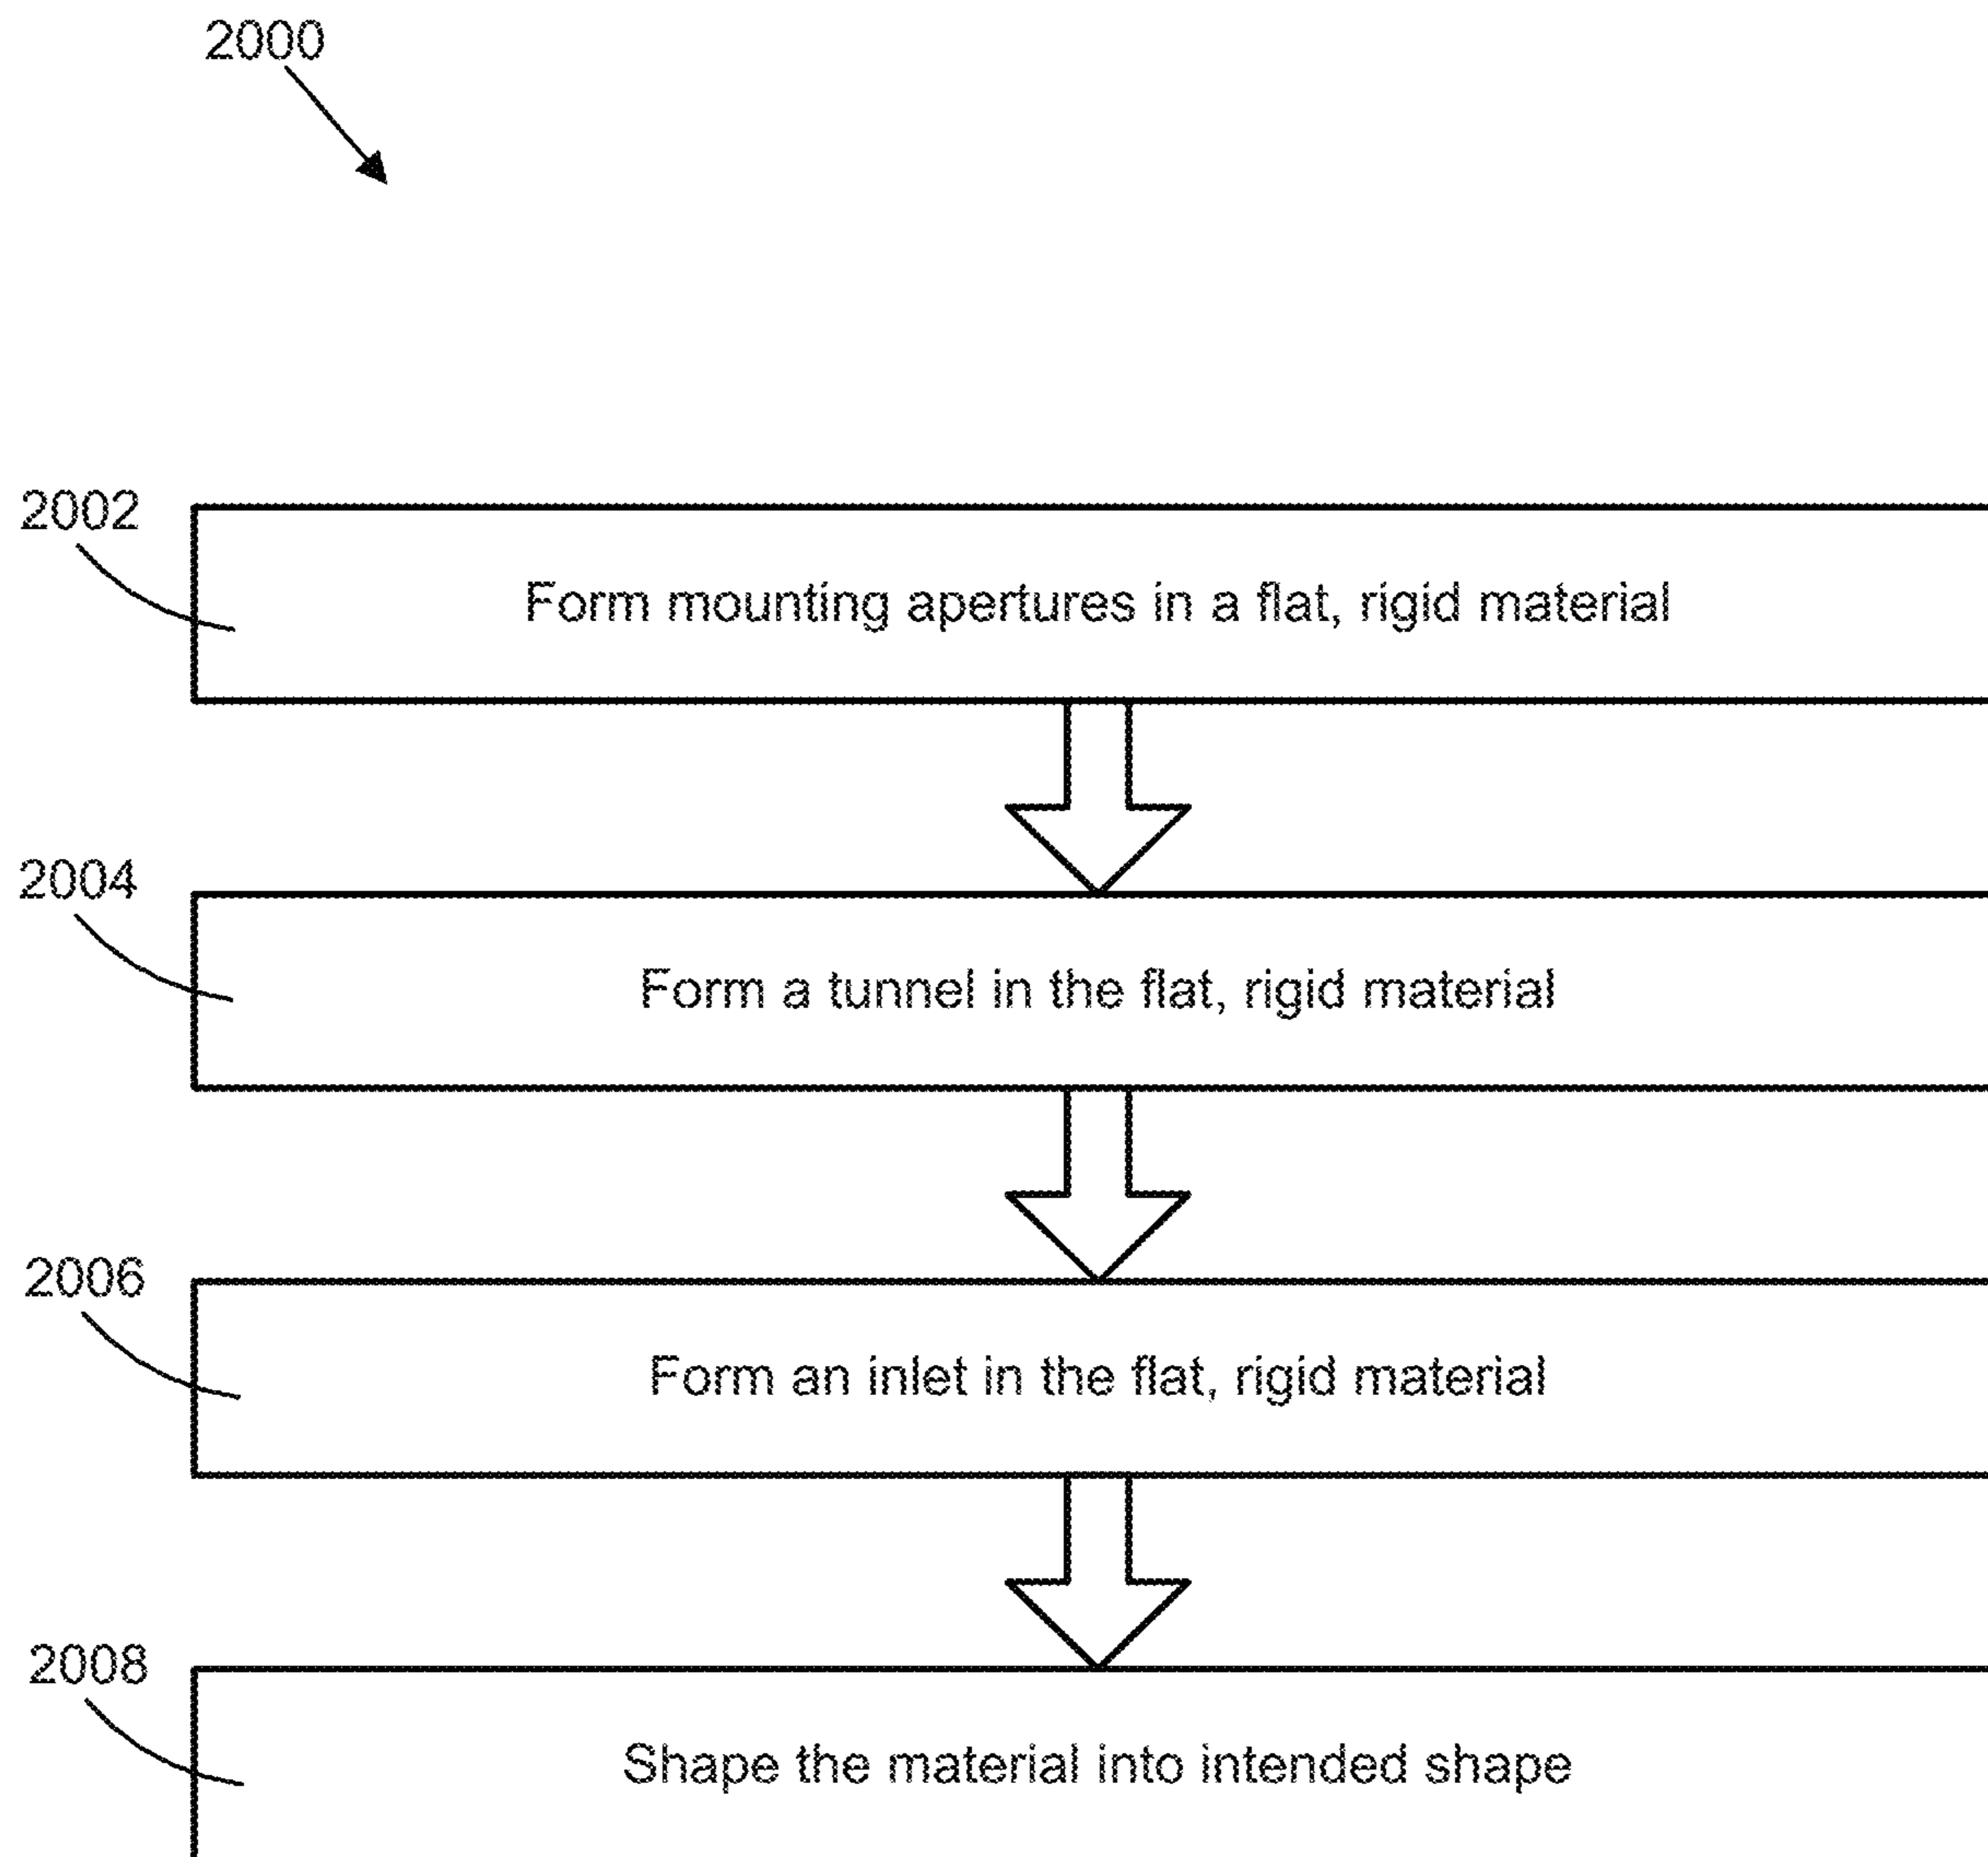 2000
2002
Form mounting apertures in a flat, rigid material
2004
Form a tunnel in the flat, rigid material
2006
Form an inlet in the flat, rigid material
2008
Shape the material into intended shape